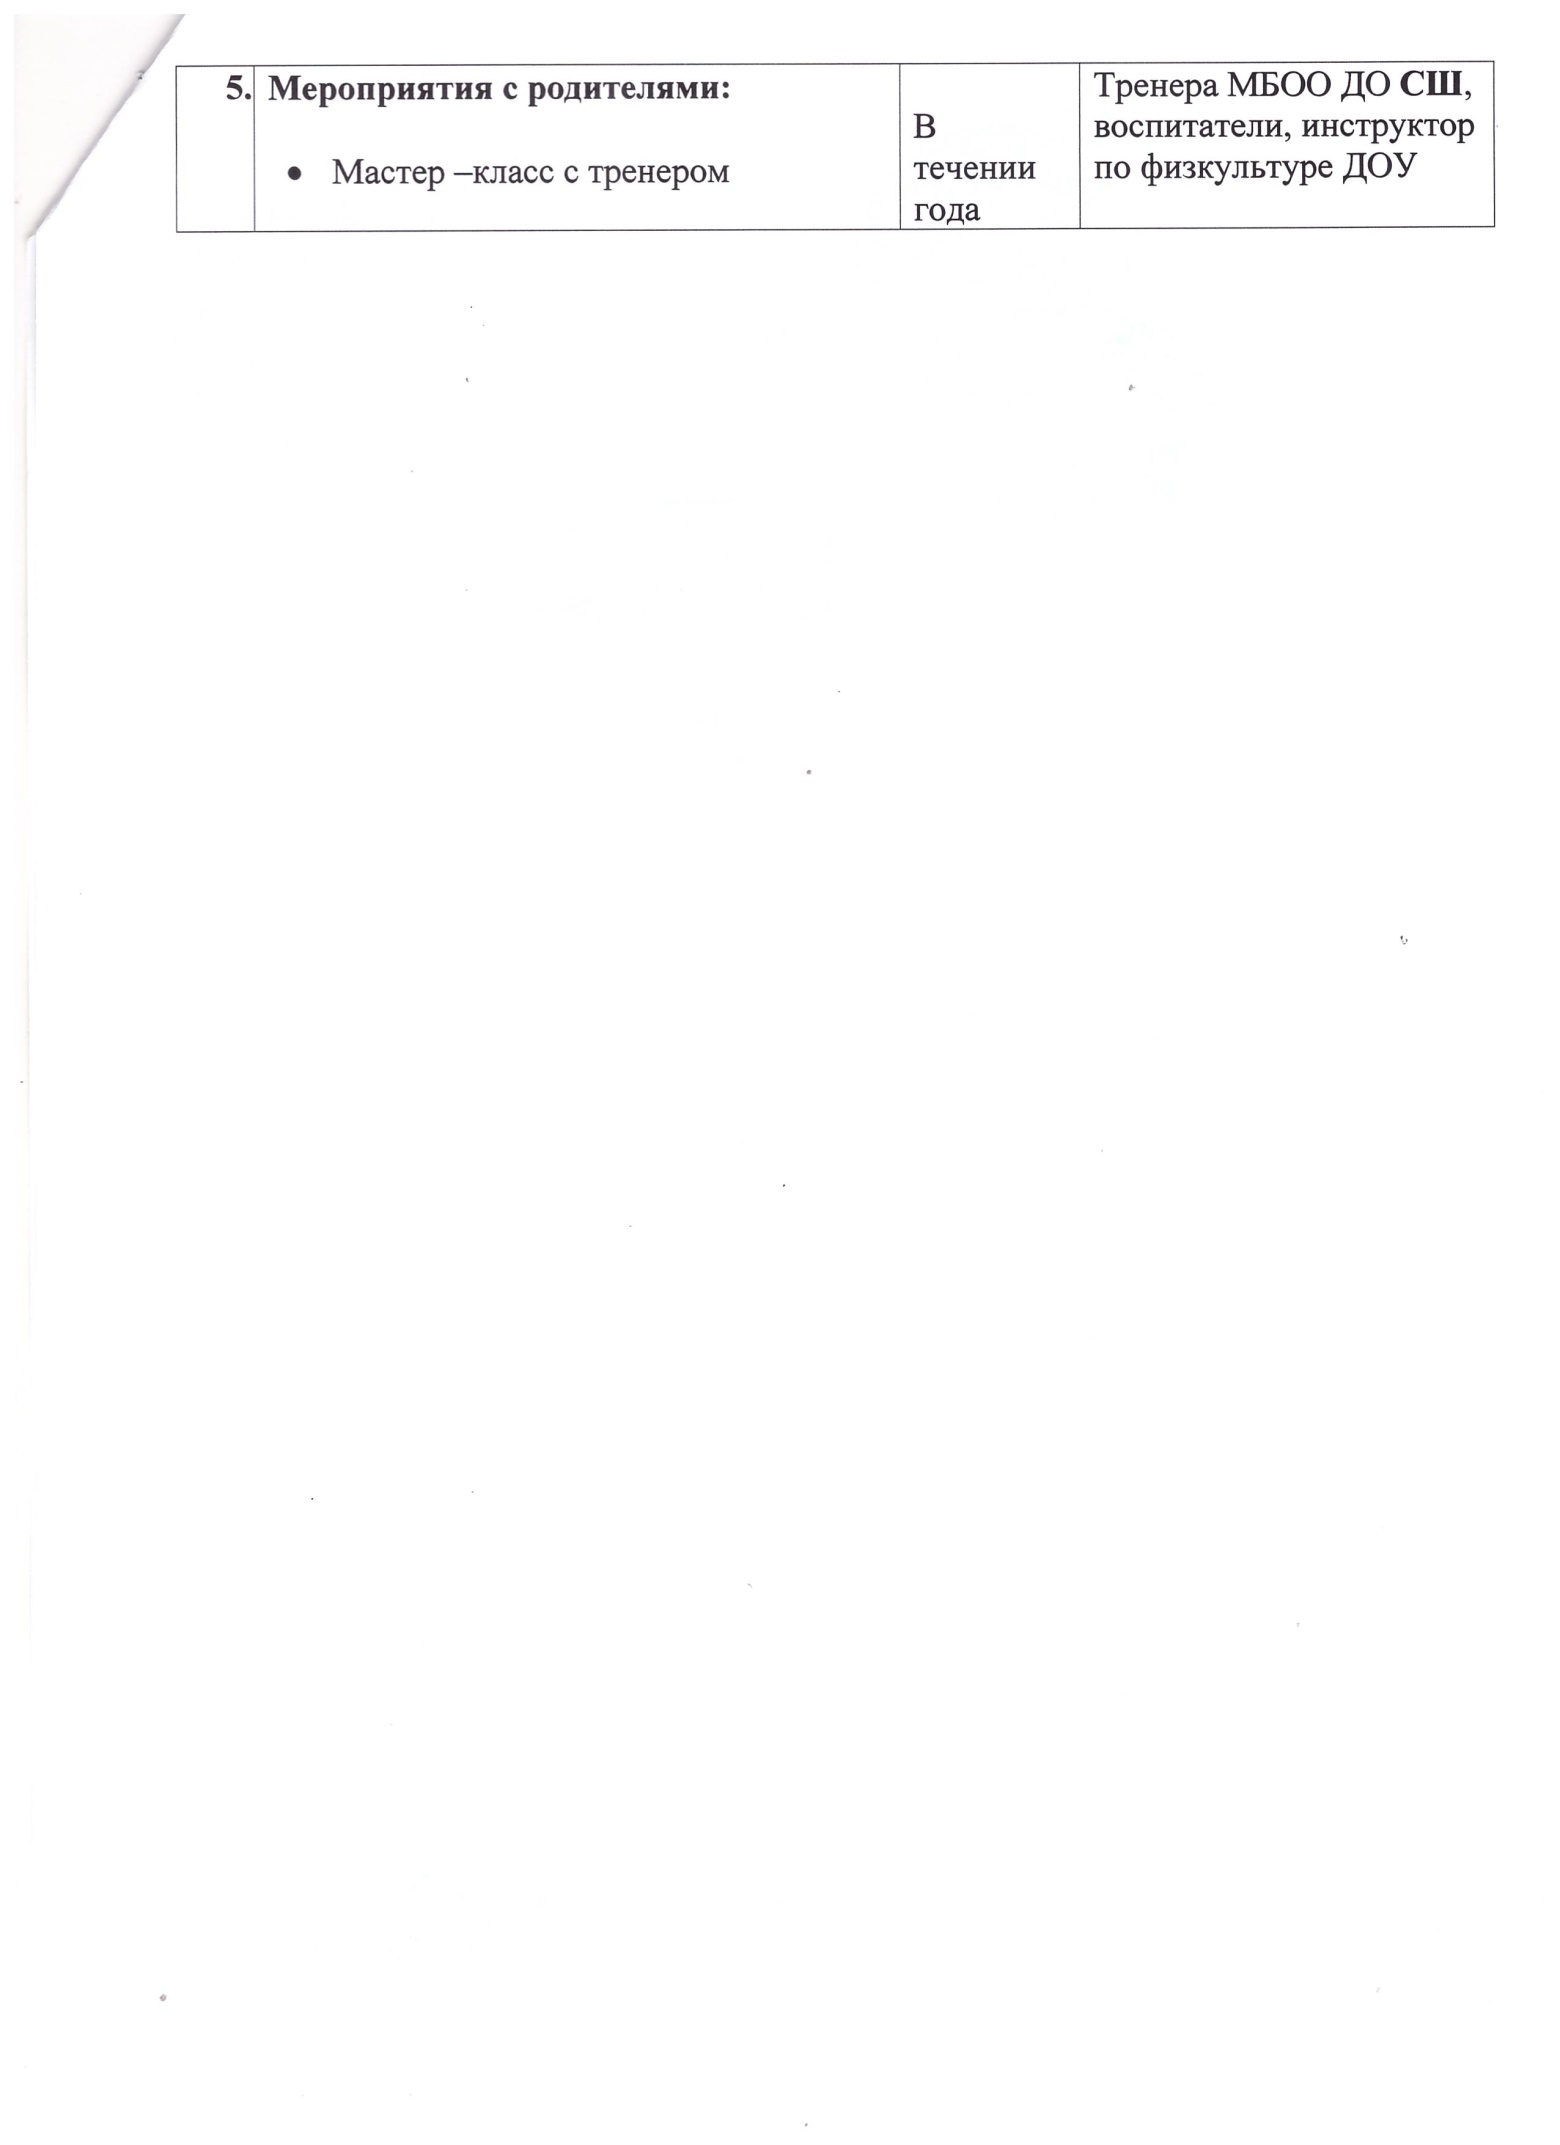 5. Мероприятия с родителями:
• Мастер –класс с тренером
В
течении
года
Тренера МБОО ДО СШ,
воспитатели, инструктор
по физкультуре ДОУ